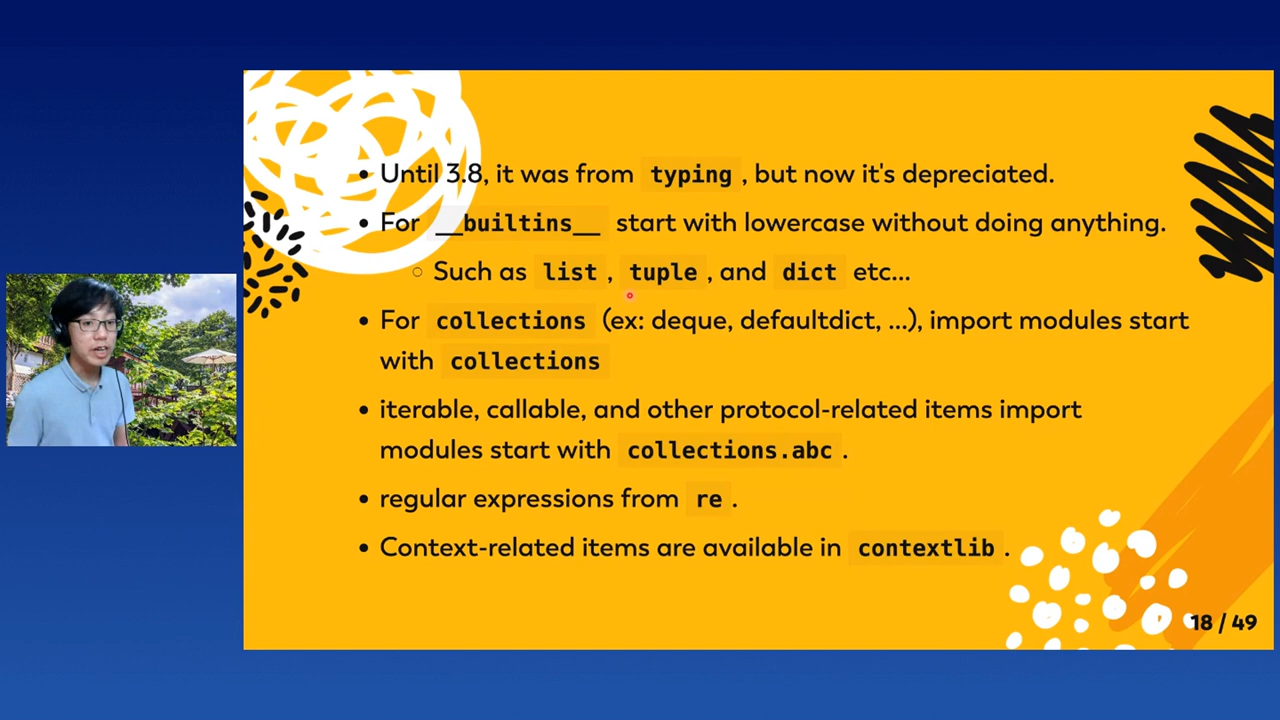 Until 3.8, it was from typing , but now it's depreciated.
For __builtins__ start with lowercase without doing anything.
Such as list , tuple , and dict etc...
For collections (ex: deque, defaultdict, ...), import modules start
with collections
iterable, callable, and other protocol-related items import
modules start with collections.abc .
regular expressions from re .
Context-related items are available in contextlib .
18 / 49